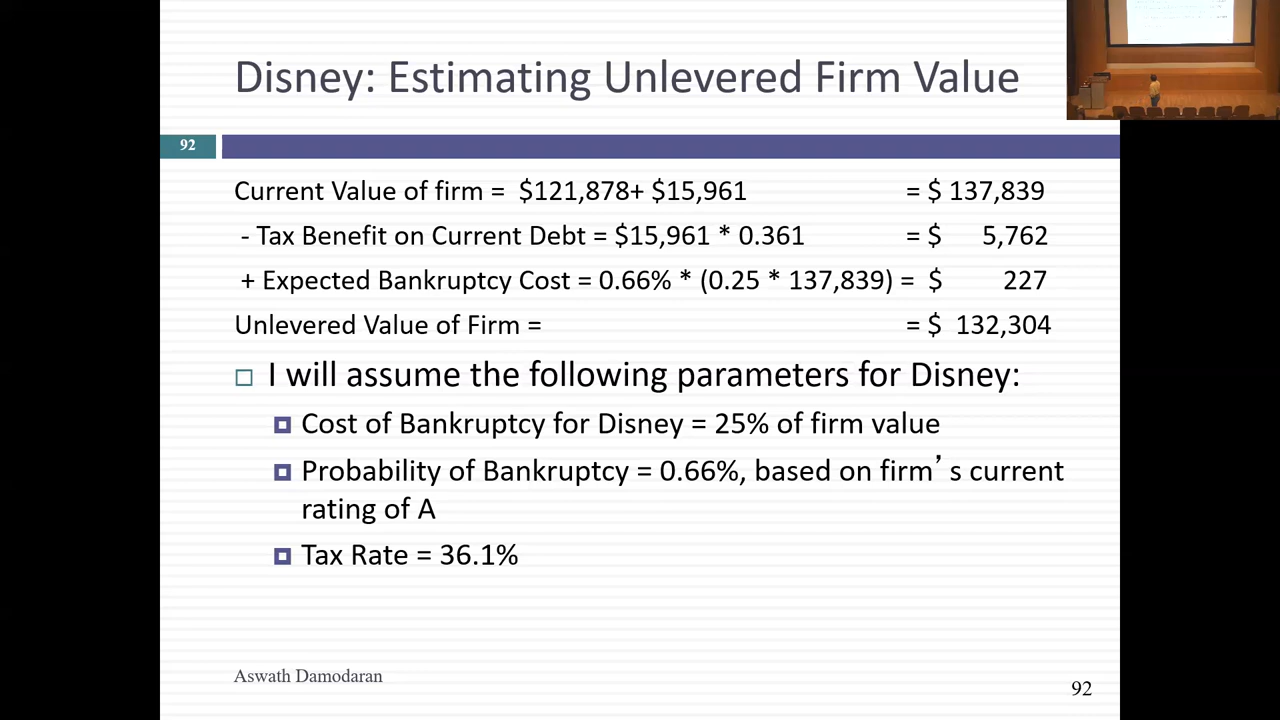 Disney: Estimating Unlevered Firm Value
92
Current Value of firm = $121,878+ $15,961 = $ 137,839
- Tax Benefit on Current Debt = $15,961 * 0.361 = $ 5,762
+ Expected Bankruptcy Cost = 0.66% * (0.25 * 137,839) = $ 227
Unlevered Value of Firm = = $ 132,304
I will assume the following parameters for Disney:
Cost of Bankruptcy for Disney = 25% of firm value
Probability of Bankruptcy = 0.66%, based on firm’s current
rating of A
Tax Rate = 36.1%
Aswath Damodaran
92